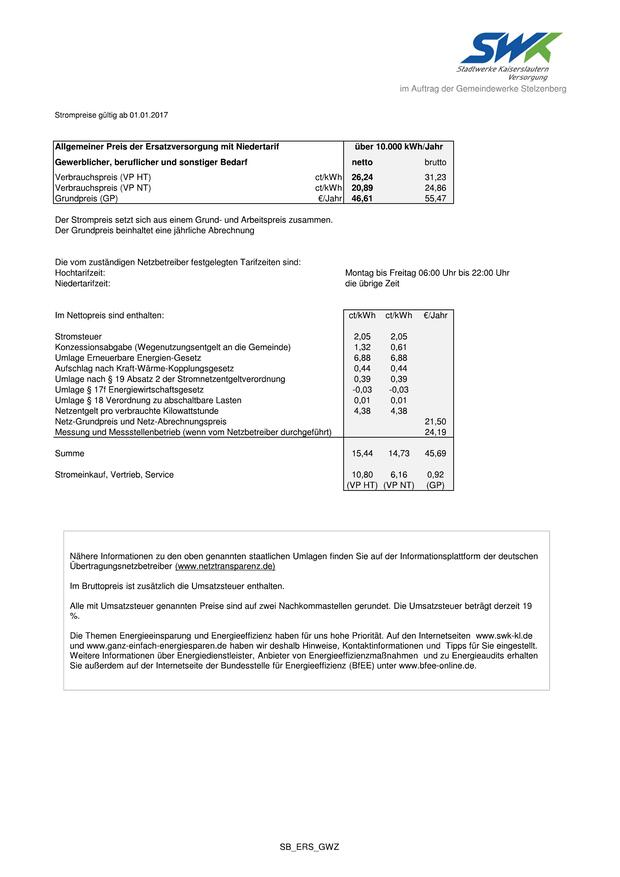 SWK
Stadtwerke Kaiserslautern
Versorgung
im Auftrag der Gemeindewerke Stelzenberg
Strompreise gültig ab 01.01.2017
Allgemeiner Preis der Ersatzversorgung mit Niedertarif über 10.000 kWh/Jahr
Gewerblicher, beruflicher und sonstiger Bedarf netto brutto
Verbrauchspreis (VP HT) ct/kWh 26,24 31,23
Verbrauchspreis (VP NT) ct/kWh 20,89 24,86
Grundpreis (GP) €/Jahr 46,61 55,47
Der Strompreis setzt sich aus einem Grund- und Arbeitspreis zusammen.
Der Grundpreis beinhaltet eine jährliche Abrechnung
Die vom zuständigen Netzbetreiber festgelegten Tarifzeiten sind:
Hochtarifzeit: Montag bis Freitag 06:00 Uhr bis 22:00 Uhr
Niedertarifzeit: die übrige Zeit
Im Nettopreis sind enthalten: ct/kWh ct/kWh €/Jahr
Stromsteuer 2,05 2,05
Konzessionsabgabe (Wegenutzungsentgelt an die Gemeinde) 1,32 0,61
Umlage Erneuerbare Energien-Gesetz 6,88 6,88
Aufschlag nach Kraft-Wärme-Kopplungsgesetz 0,44 0,44
Umlage nach § 19 Absatz 2 der Stromnetzentgeltverordnung 0,39 0,39
Umlage § 17f Energiewirtschaftsgesetz -0,03 -0,03
Umlage § 18 Verordnung zu abschaltbare Lasten 0,01 0,01
Netzentgelt pro verbrauchte Kilowattstunde 4,38 4,38
Netz-Grundpreis und Netz-Abrechnungspreis 21,50
Messung und Messstellenbetrieb (wenn vom Netzbetreiber durchgeführt) 24,19
Summe 15,44 14,73 45,69
Stromeinkauf, Vertrieb, Service 10,80 6,16 0,92
(VP HT) (VP NT) (GP)
Nähere Informationen zu den oben genannten staatlichen Umlagen finden Sie auf der Informationsplattform der deutschen
Übertragungsnetzbetreiber (www.netztransparenz.de)
Im Bruttopreis ist zusätzlich die Umsatzsteuer enthalten.
Alle mit Umsatzsteuer genannten Preise sind auf zwei Nachkommastellen gerundet. Die Umsatzsteuer beträgt derzeit 19
%.
Die Themen Energieeinsparung und Energieeffizienz haben für uns hohe Priorität. Auf den Internetseiten www.swk-kl.de
und www.ganz-einfach-energiesparen.de haben wir deshalb Hinweise, Kontaktinformationen und Tipps für Sie eingestellt.
Weitere Informationen über Energiedienstleister, Anbieter von Energieeffizienzmaßnahmen und zu Energieaudits erhalten
Sie außerdem auf der Internetseite der Bundesstelle für Energieeffizienz (BfEE) unter www.bfee-online.de.
SB_ERS_GWZ